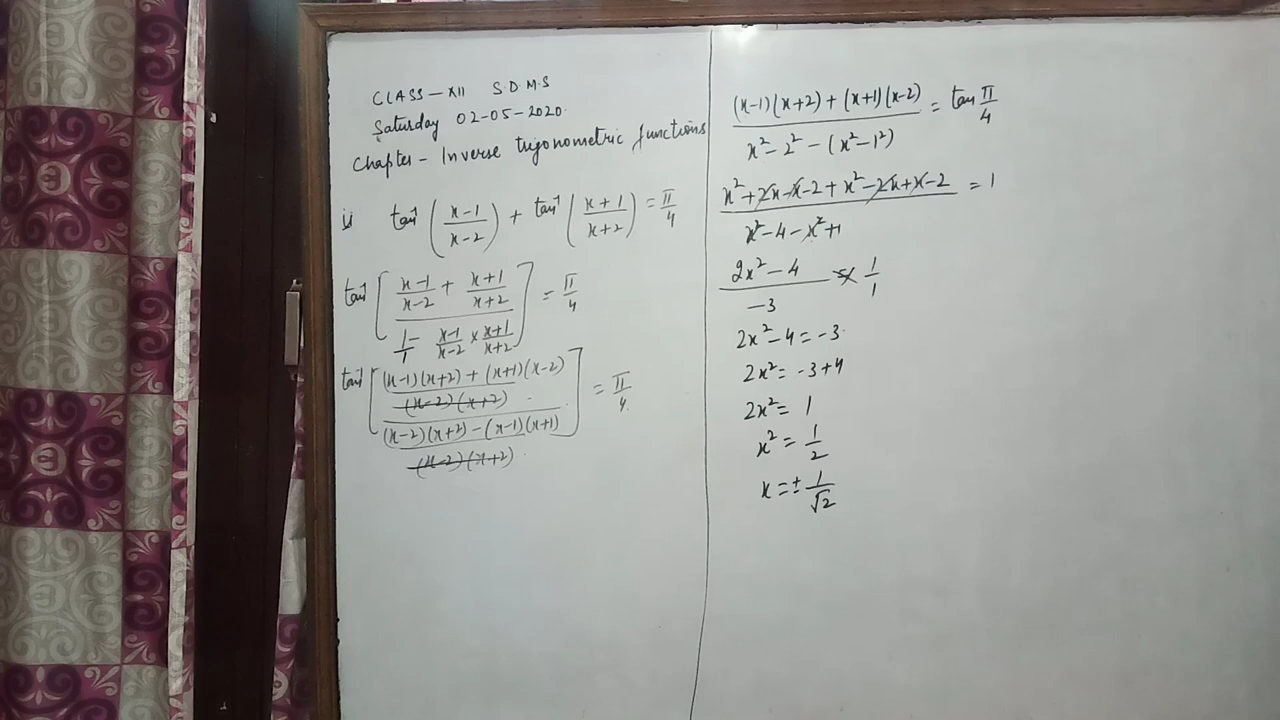 CLASS - XII S.D.M.S
Saturday 02-05-2020.
Chapter - Inverse trigonometric functions
1) tan⁻¹ ((x-1)/(x-2)) + tan⁻¹ ((x+1)/(x+2)) = π/4
tan⁻¹ [((x-1)/(x-2) + (x+1)/(x+2)) / (1/1 - (x-1)/(x-2) × (x+1)/(x+2))] = π/4
tan⁻¹ [(((x-1)(x+2) + (x+1)(x-2)) / ((x-2)(x+2))) / (((x-2)(x+2) - (x-1)(x+1)) / ((x-2)(x+2)))] = π/4
((x-1)(x+2) + (x+1)(x-2)) / (x² - 2² - (x² - 1²)) = tan π/4
(x² + 2x - x - 2 + x² - 2x + x - 2) / (x² - 4 - x² + 1) = 1
(2x² - 4) / -3 = 1/1
2x² - 4 = -3
2x² = -3+4
2x² = 1
x² = 1/2
x = ± 1/√2